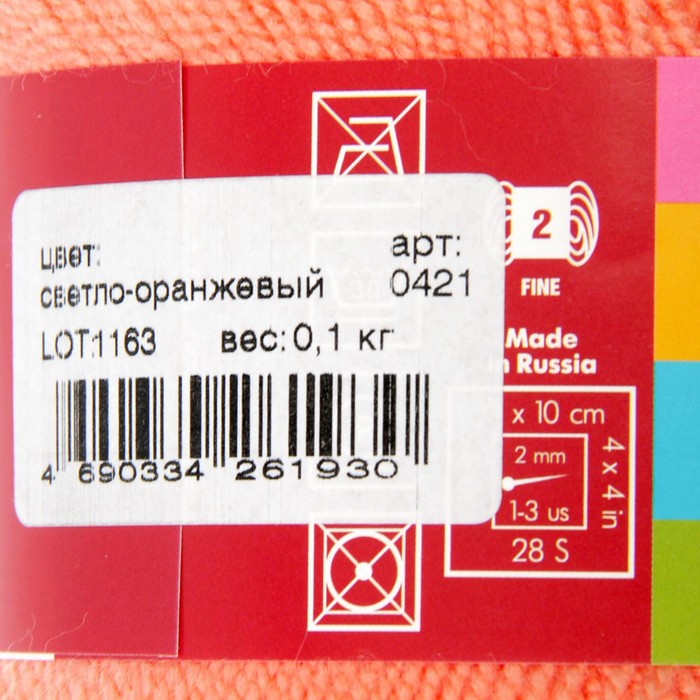 цвет:
светло-оранжевый
арт:
0421
LOT:1163
вес: 0,1 кг
4 690334 261930
2
FINE
Made
Russia
x 10 cm
4 x 4 in
2 mm
1-3 us
28 S